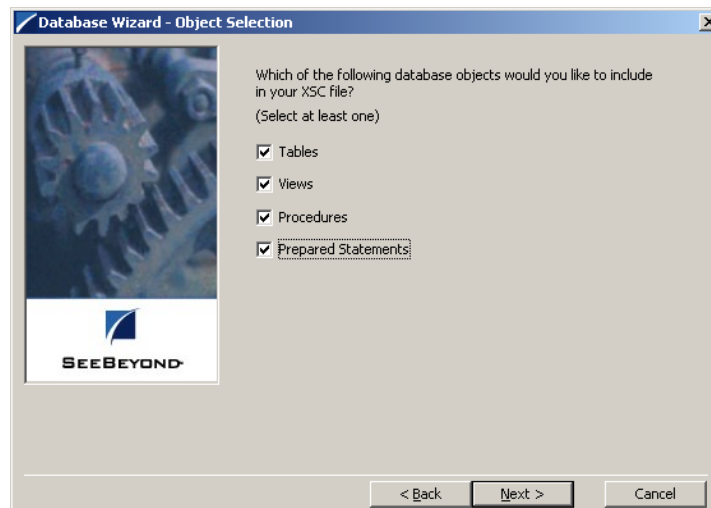 Database Wizard - Object Selection
Which of the following database objects would you like to include
in your XSC file?
(Select at least one)
Tables
Views
Procedures
Prepared Statements
SEEBEYOND
< Back
Next >
Cancel